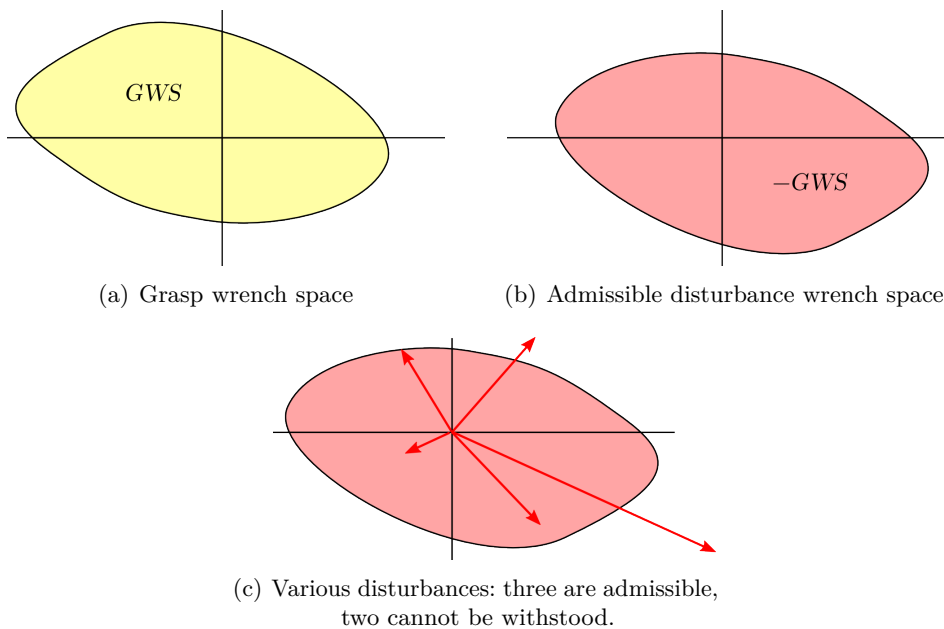 GWS
−GWS
(a) Grasp wrench space
(b) Admissible disturbance wrench space
(c) Various disturbances: three are admissible,
two cannot be withstood.